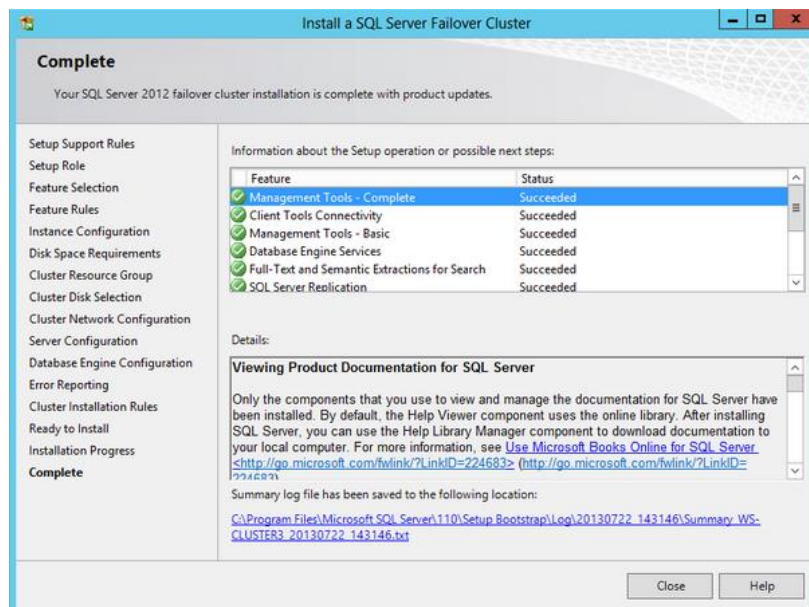 Install a SQL Server Failover Cluster
Complete
Your SQL Server 2012 failover cluster installation is complete with product updates.
Setup Support Rules
Setup Role
Feature Selection
Feature Rules
Instance Configuration
Disk Space Requirements
Cluster Resource Group
Cluster Disk Selection
Cluster Network Configuration
Server Configuration
Database Engine Configuration
Error Reporting
Cluster Installation Rules
Ready to Install
Installation Progress
Complete
Information about the Setup operation or possible next steps:
Feature Status
Management Tools - Complete Succeeded
Client Tools Connectivity Succeeded
Management Tools - Basic Succeeded
Database Engine Services Succeeded
Full-Text and Semantic Extractions for Search Succeeded
SQL Server Replication Succeeded
Details:
Viewing Product Documentation for SQL Server
Only the components that you use to view and manage the documentation for SQL Server have
been installed. By default, the Help Viewer component uses the online library. After installing
SQL Server, you can use the Help Library Manager component to download documentation to
your local computer. For more information, see Use Microsoft Books Online for SQL Server
<http://go.microsoft.com/fwlink/?LinkID=224683> (http://go.microsoft.com/fwlink/?LinkID=
224683)
Summary log file has been saved to the following location:
C:\Program Files\Microsoft SQL Server\110\Setup Bootstrap\Log\20130722_143146\Summary_WS-
CLUSTER3_20130722_143146.txt
Close Help